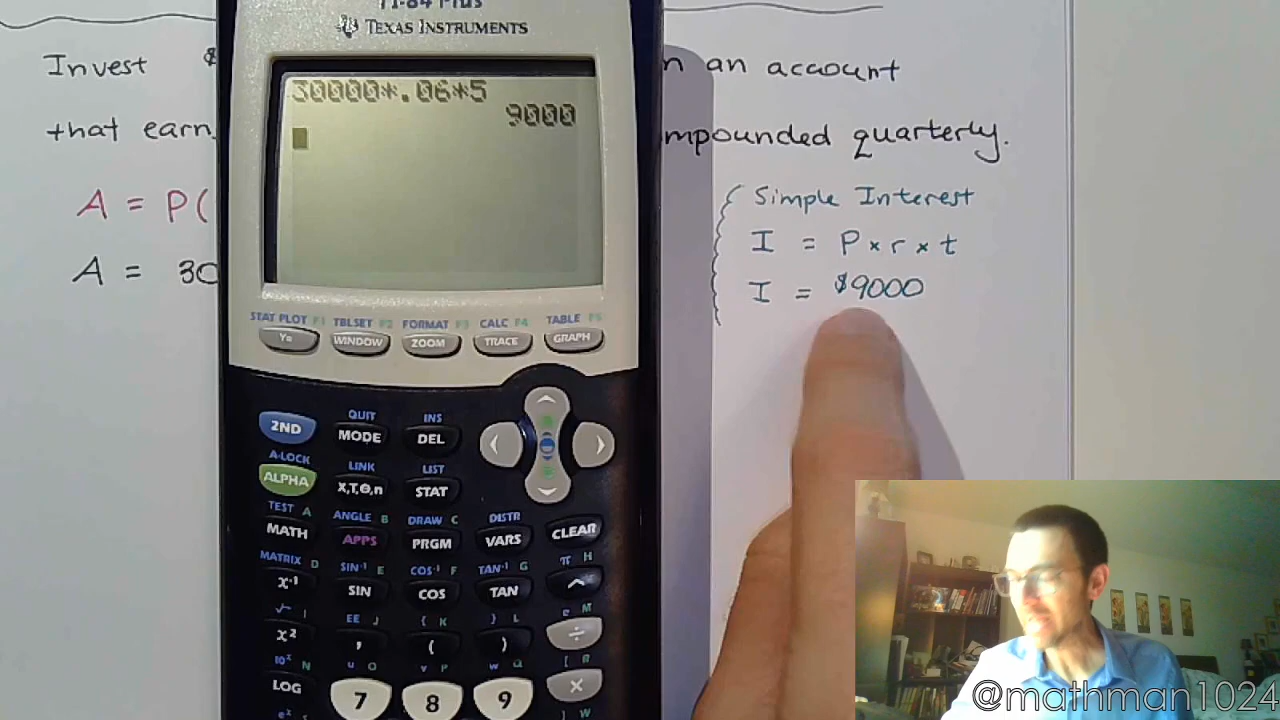 TI-84 Plus
TEXAS INSTRUMENTS
Invest $ in an account
that earn mpounded quarterly.
30000*.06*5
9000
A = P(
A = 30
Simple Interest
I = P × r × t
I = $9000
STAT PLOT F1 TBLSET F2 FORMAT F3 CALC F4 TABLE F5
Y= WINDOW ZOOM TRACE GRAPH
QUIT INS
2ND MODE DEL
A-LOCK LINK LIST
ALPHA X,T,Θ,n STAT
TEST A ANGLE B DRAW C DISTR
MATH APPS PRGM VARS CLEAR
MATRIX D SIN⁻¹ E COS⁻¹ F TAN⁻¹ G π H
x⁻¹ SIN COS TAN ^
√ I EE J { K } L e M
x² , ( ) ÷
10ˣ N u O v P w Q [ R
LOG 7 8 9 ×
eˣ S ] W
@mathman1024